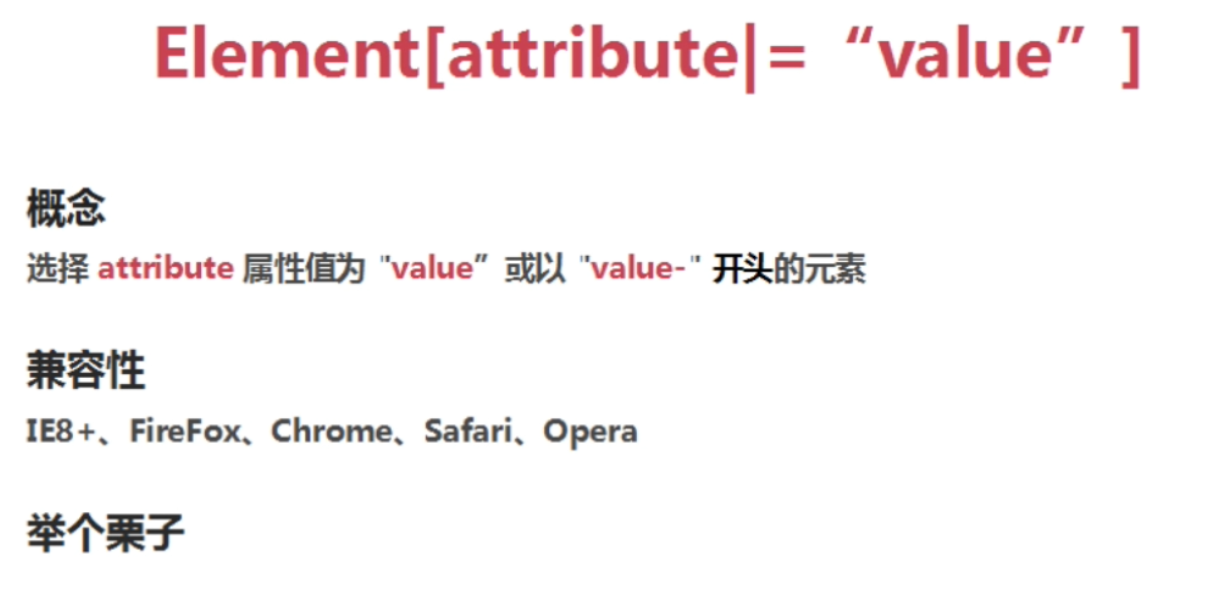 Element[attribute|= “value” ]
概念
选择 attribute 属性值为 "value” 或以 "value-" 开头的元素
兼容性
IE8+、FireFox、Chrome、Safari、Opera
举个栗子